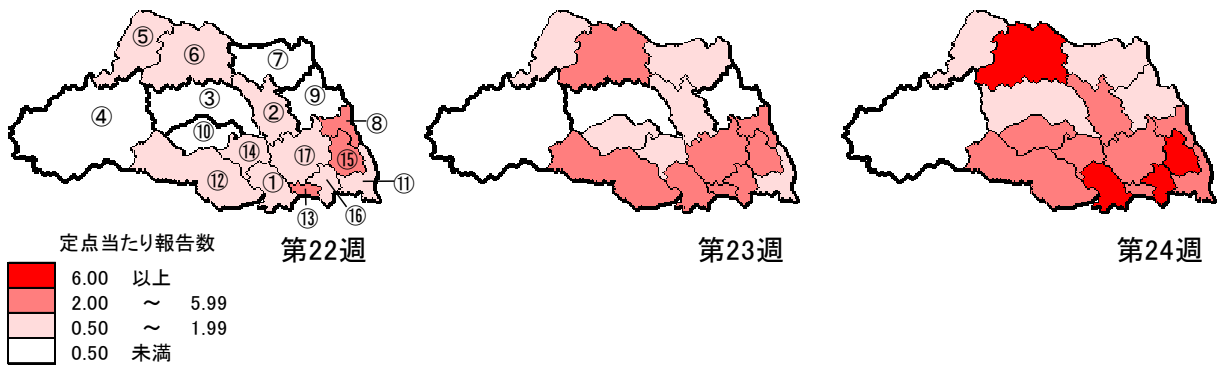 ⑤
⑥
⑦
③
④
⑨
②
⑧
⑩
⑭
⑰
⑮
⑫
①
⑪
⑬
⑯
第22週
第23週
第24週
定点当たり報告数
6.00 以上
2.00 ～ 5.99
0.50 ～ 1.99
0.50 未満